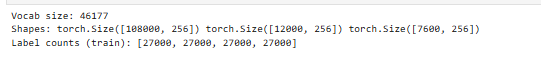 Vocab size: 46177
Shapes: torch.Size([108000, 256]) torch.Size([12000, 256]) torch.Size([7600, 256])
Label counts (train): [27000, 27000, 27000, 27000]